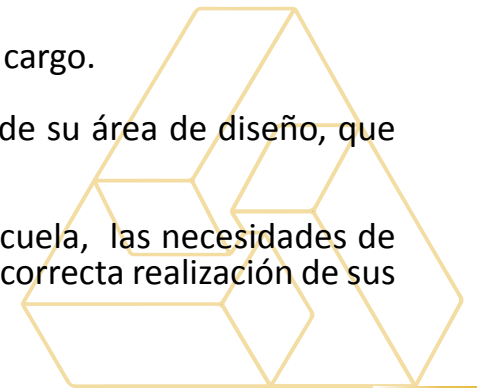 cargo.
de su área de diseño, que
cuela, las necesidades de
correcta realización de sus